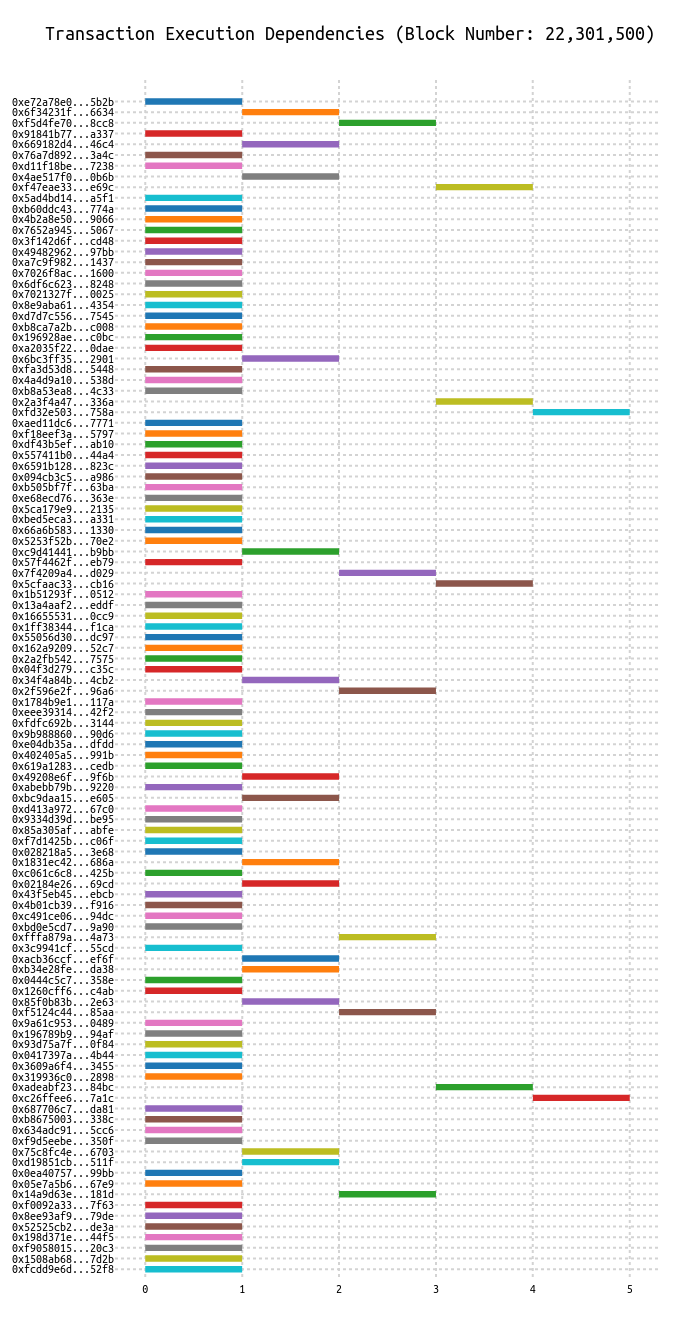 Transaction Execution Dependencies (Block Number: 22,301,500)
0xe72a78e0...5b2b
0x6f34231f...6634
0xf5d4fe70...8cc8
0x91841b77...a337
0x669182d4...46c4
0x76a7d892...3a4c
0xd11f18be...7238
0x4ae517f0...0b6b
0xf47eae33...e69c
0x5ad4bd14...a5f1
0xb60ddc43...774a
0x4b2a8e50...9066
0x7652a945...5067
0x3f142d6f...cd48
0x49482962...97bb
0xa7c9f982...1437
0x7026f8ac...1600
0x6df6c623...8248
0x7021327f...0025
0x8e9aba61...4354
0xd7d7c556...7545
0xb8ca7a2b...c008
0x196928ae...c0bc
0xa2035f22...0dae
0x6bc3ff35...2901
0xfa3d53d8...5448
0x4a4d9a10...538d
0xb8a53ea8...4c33
0x2a3f4a47...336a
0xfd32e503...758a
0xaed11dc6...7771
0xf18eef3a...5797
0xdf43b5ef...ab10
0x557411b0...44a4
0x6591b128...823c
0x094cb3c5...a986
0xb505bf7f...63ba
0xe68ecd76...363e
0x5ca179e9...2135
0xbed5eca3...a331
0x66a6b583...1330
0x5253f52b...70e2
0xc9d41441...b9bb
0x57f4462f...eb79
0x7f4209a4...d029
0x5cfaac33...cb16
0x1b51293f...0512
0x13a4aaf2...eddf
0x16655531...0cc9
0x1ff38344...f1ca
0x55056d30...dc97
0x162a9209...52c7
0x2a2fb542...7575
0x04f3d279...c35c
0x34f4a84b...4cb2
0x2f596e2f...96a6
0x1784b9e1...117a
0xeee39314...42f2
0xfdfc692b...3144
0x9b988860...90d6
0xe04db35a...dfdd
0x402405a5...991b
0x619a1283...cedb
0x49208e6f...9f6b
0xabebb79b...9220
0xbc9daa15...e605
0xd413a972...67c0
0x9334d39d...be95
0x85a305af...abfe
0xf7d1425b...c06f
0x028218a5...3e68
0x1831ec42...686a
0xc061c6c8...425b
0x02184e26...69cd
0x43f5eb45...ebcb
0x4b01cb39...f916
0xc491ce06...94dc
0xbd0e5cd7...9a90
0xfffa879a...4a73
0x3c9941cf...55cd
0xacb36ccf...ef6f
0xb34e28fe...da38
0x0444c5c7...358e
0x1260cff6...c4ab
0x85f0b83b...2e63
0xf5124c44...85aa
0x9a61c953...0489
0x196789b9...94af
0x93d75a7f...0f84
0x0417397a...4b44
0x3609a6f4...3455
0x319936c0...2898
0xadeabf23...84bc
0xc26ffee6...7a1c
0x687706c7...da81
0xb8675003...338c
0x634adc91...5cc6
0xf9d5eebe...350f
0x75c8fc4e...6703
0xd19851cb...511f
0x0ea40757...99bb
0x05e7a5b6...67e9
0x14a9d63e...181d
0xf0092a33...7f63
0x8ee93af9...79de
0x52525cb2...de3a
0x198d371e...44f5
0xf9058015...20c3
0x1508ab68...7d2b
0xfcdd9e6d...52f8
0 1 2 3 4 5